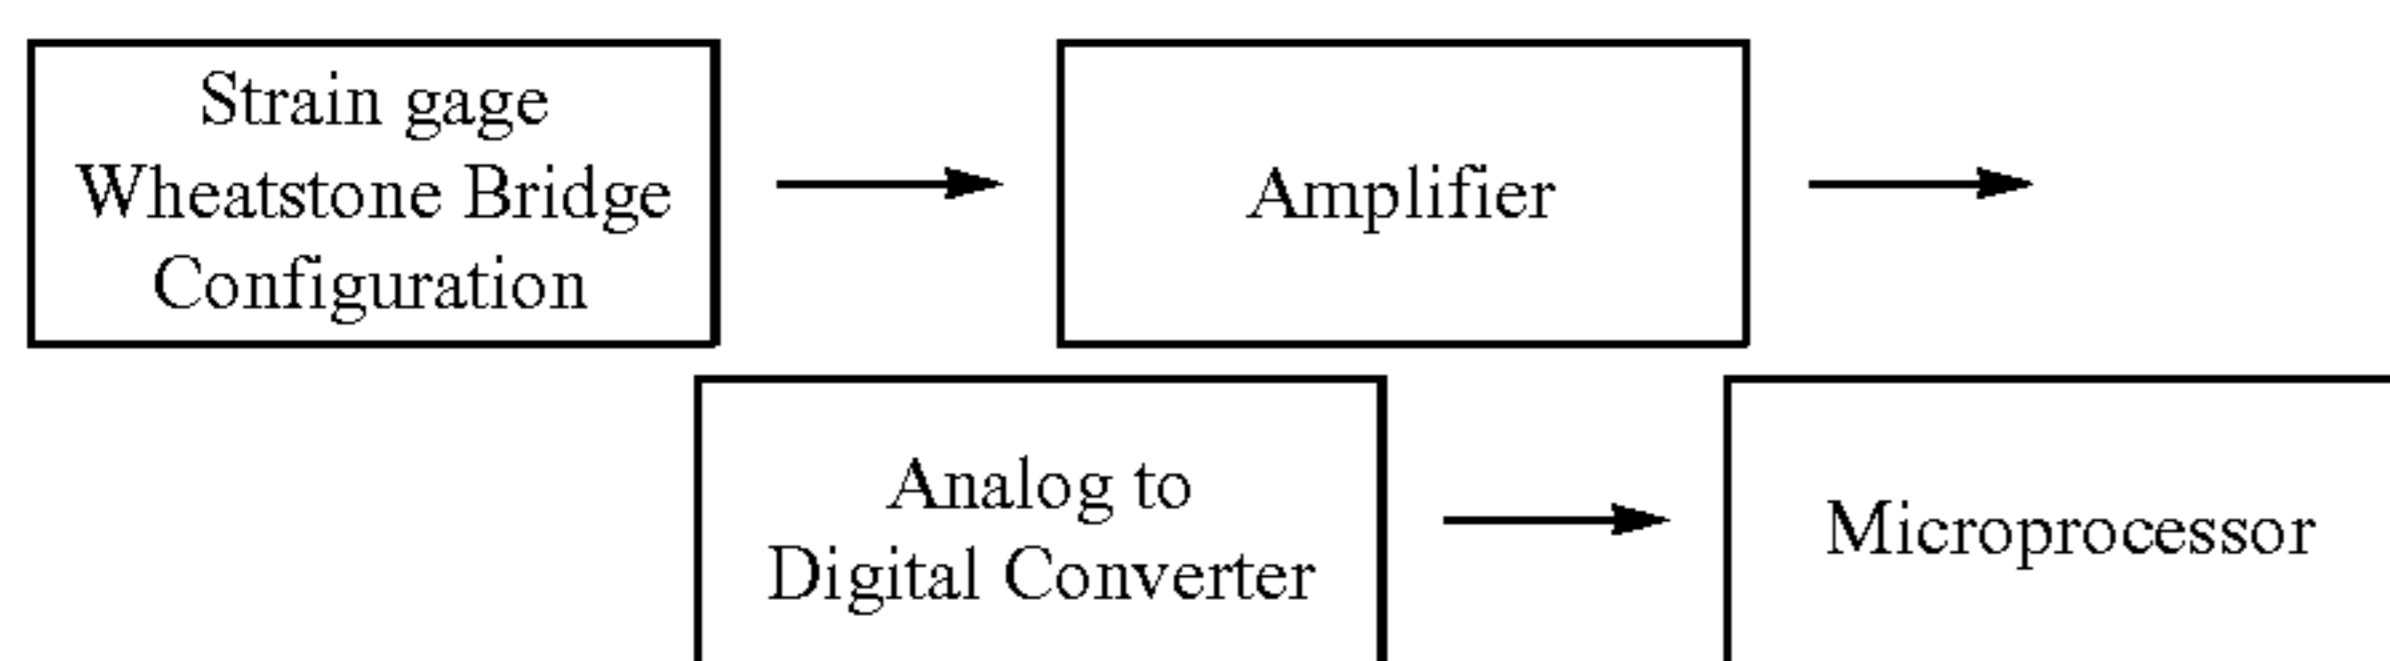 Strain gage
Wheatstone Bridge
Configuration
Amplifier
Analog to
Digital Converter
Microprocessor